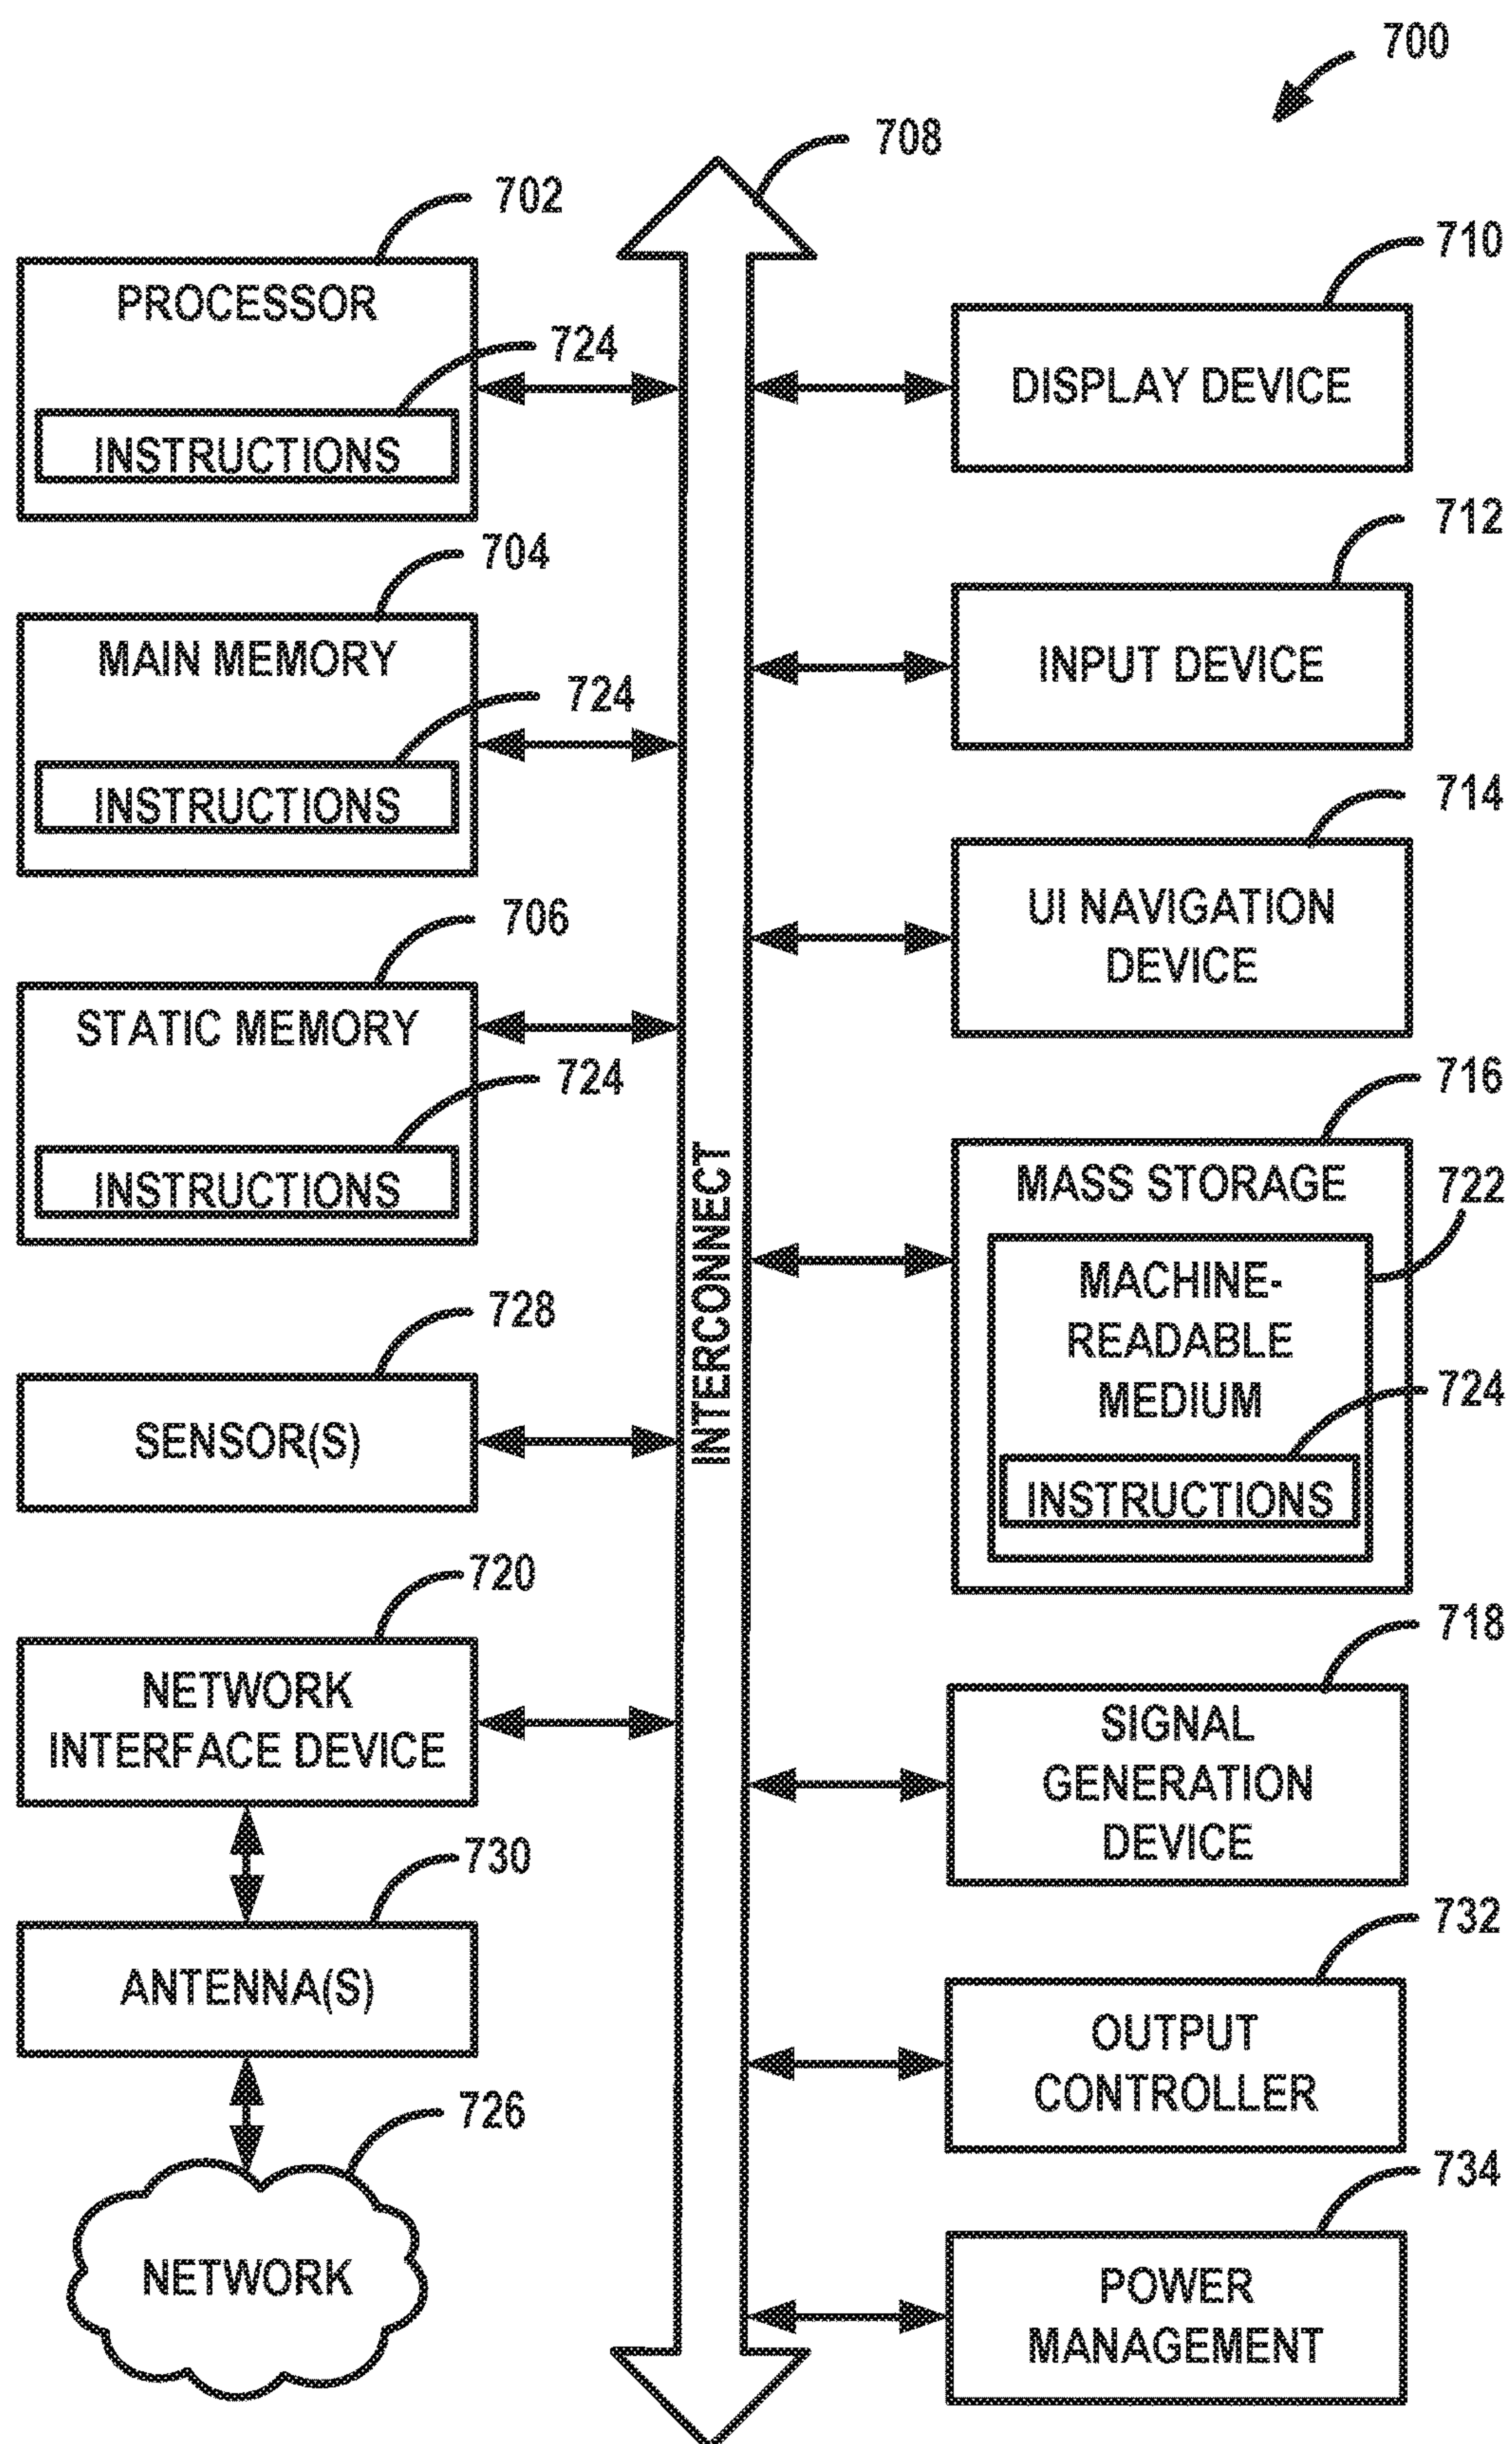 700
708
702
PROCESSOR
724
INSTRUCTIONS
704
MAIN MEMORY
724
INSTRUCTIONS
706
STATIC MEMORY
724
INSTRUCTIONS
728
SENSOR(S)
720
NETWORK
INTERFACE DEVICE
730
ANTENNA(S)
726
NETWORK
INTERCONNECT
710
DISPLAY DEVICE
712
INPUT DEVICE
714
UI NAVIGATION
DEVICE
716
MASS STORAGE
722
MACHINE-
READABLE
MEDIUM
724
INSTRUCTIONS
718
SIGNAL
GENERATION
DEVICE
732
OUTPUT
CONTROLLER
734
POWER
MANAGEMENT